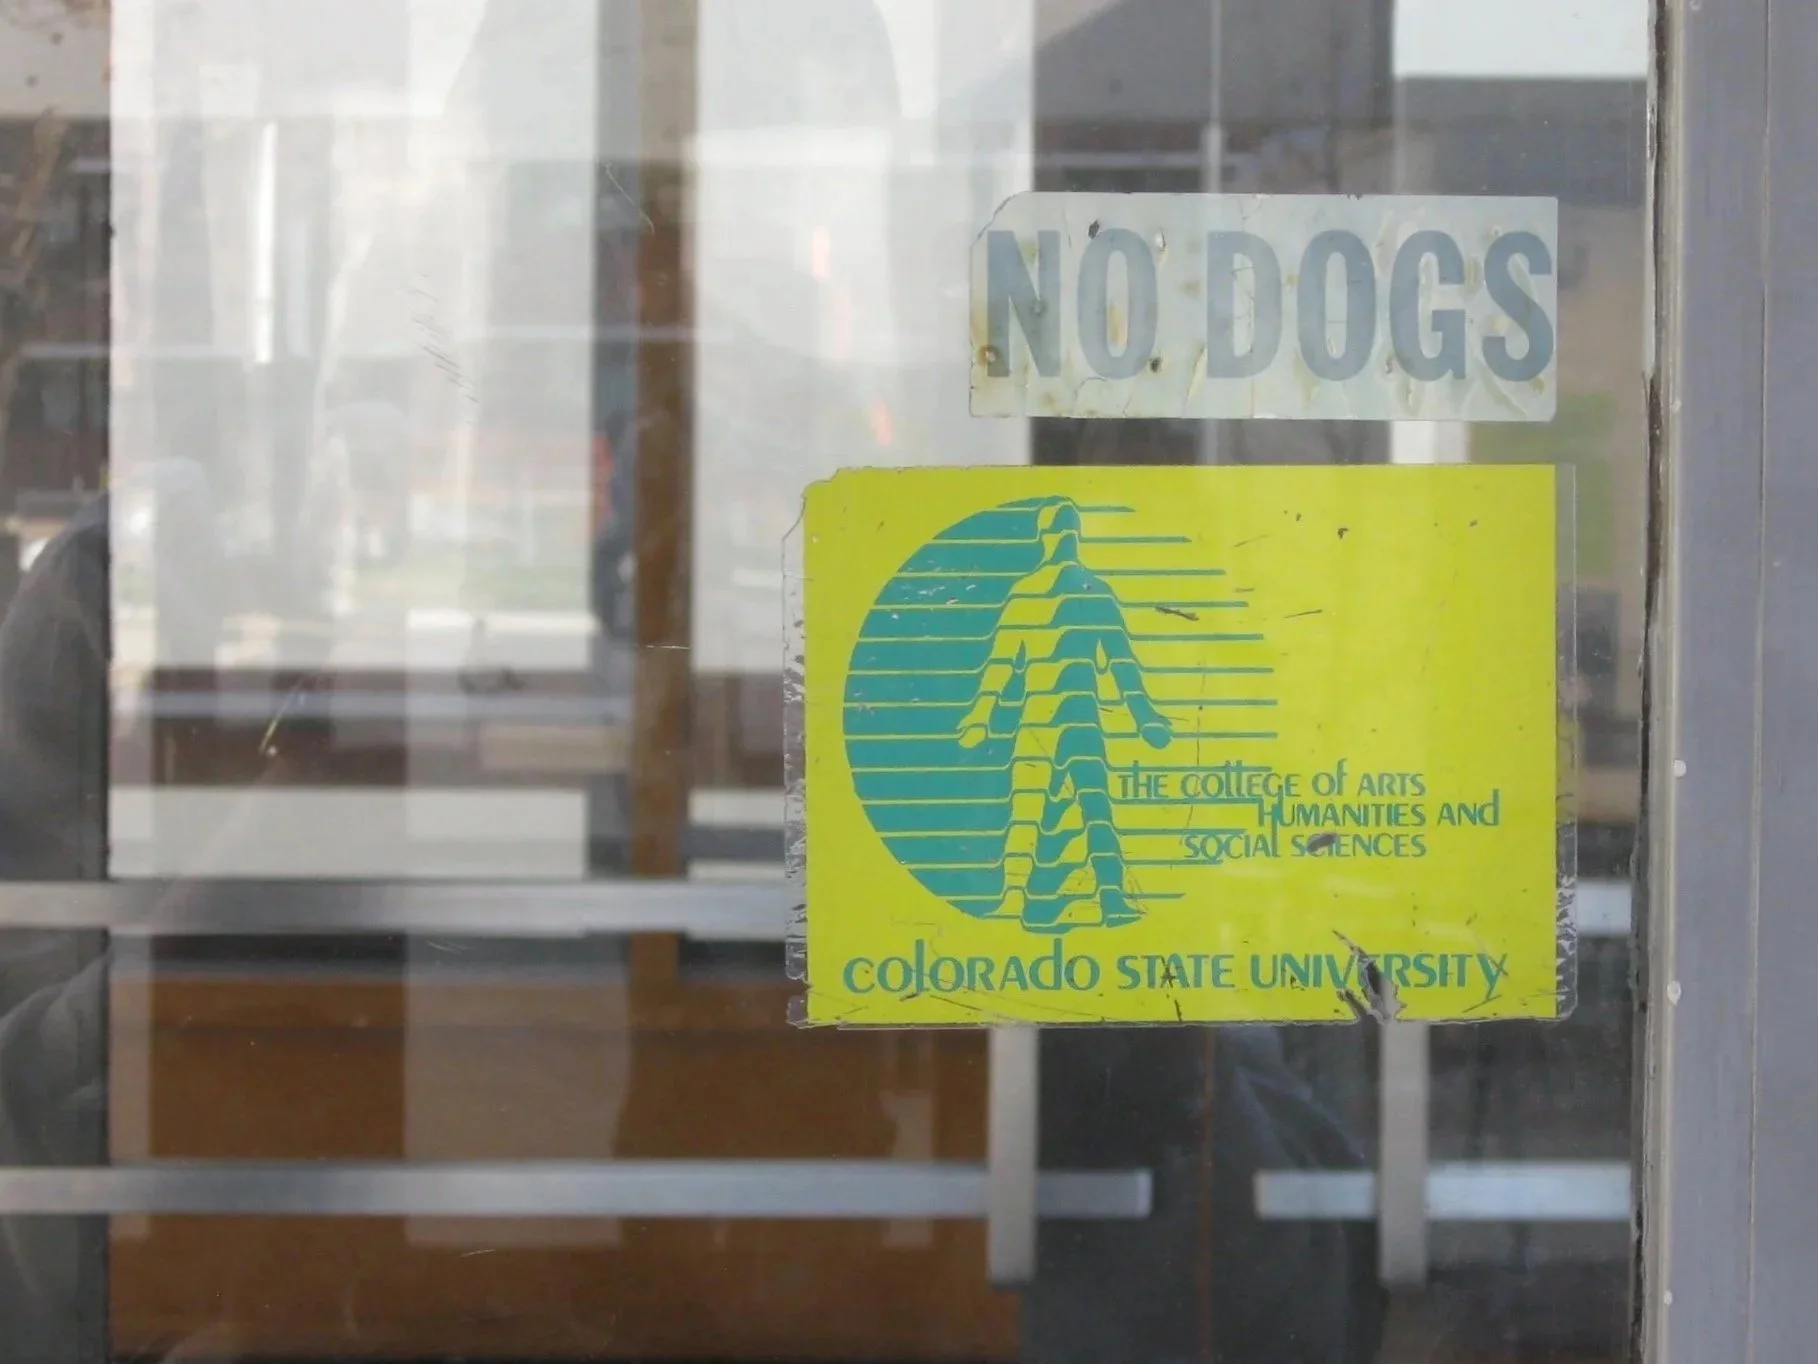 NO DOGS
THE COLLEGE OF ARTS
HUMANITIES AND
SOCIAL SCIENCES
COLORADO STATE UNIVERSITY